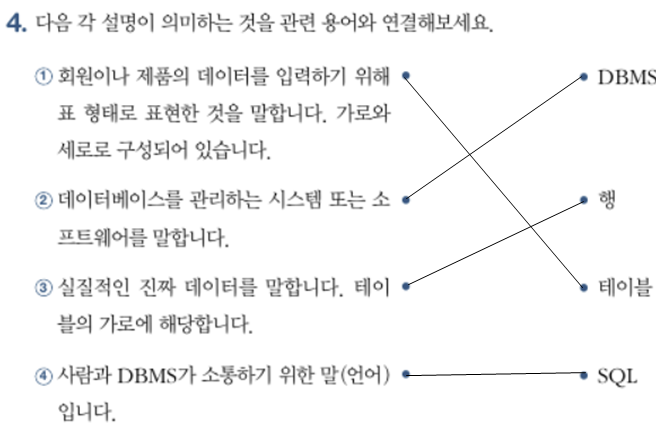 4. 다음 각 설명이 의미하는 것을 관련 용어와 연결해보세요.
① 회원이나 제품의 데이터를 입력하기 위해
표 형태로 표현한 것을 말합니다. 가로와
세로로 구성되어 있습니다.
② 데이터베이스를 관리하는 시스템 또는 소
프트웨어를 말합니다.
③ 실질적인 진짜 데이터를 말합니다. 테이
블의 가로에 해당합니다.
④ 사람과 DBMS가 소통하기 위한 말(언어)
입니다.
DBMS
행
테이블
SQL